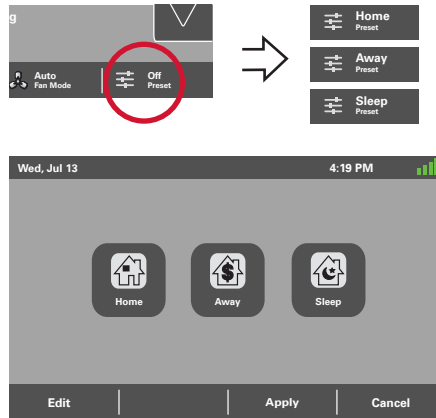 g
Auto
Fan Mode
Off
Preset
Home
Preset
Away
Preset
Sleep
Preset
Wed, Jul 13
4:19 PM
Home
Away
Sleep
Edit
Apply
Cancel